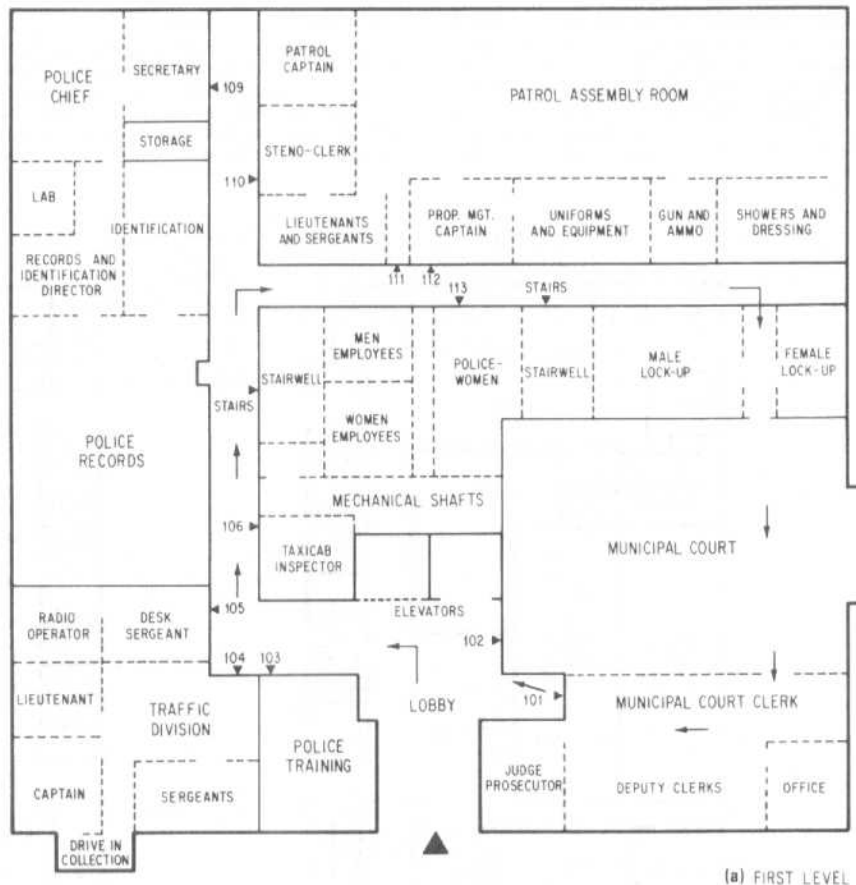 POLICE
CHIEF
SECRETARY
STORAGE
LAB
IDENTIFICATION
RECORDS AND
IDENTIFICATION
DIRECTOR
109
110
PATROL
CAPTAIN
STENO-CLERK
LIEUTENANTS
AND SERGEANTS
PATROL ASSEMBLY ROOM
PROP. MGT.
CAPTAIN
UNIFORMS
AND EQUIPMENT
GUN AND
AMMO
SHOWERS AND
DRESSING
111
112
113
STAIRS
STAIRS
STAIRWELL
MEN
EMPLOYEES
WOMEN
EMPLOYEES
POLICE-
WOMEN
STAIRWELL
MALE
LOCK-UP
FEMALE
LOCK-UP
POLICE
RECORDS
MECHANICAL SHAFTS
106
TAXICAB
INSPECTOR
MUNICIPAL COURT
ELEVATORS
105
102
RADIO
OPERATOR
DESK
SERGEANT
104
103
LIEUTENANT
TRAFFIC
DIVISION
LOBBY
101
MUNICIPAL COURT CLERK
POLICE
TRAINING
CAPTAIN
SERGEANTS
JUDGE
PROSECUTOR
DEPUTY CLERKS
OFFICE
DRIVE IN
COLLECTION
(a) FIRST LEVEL